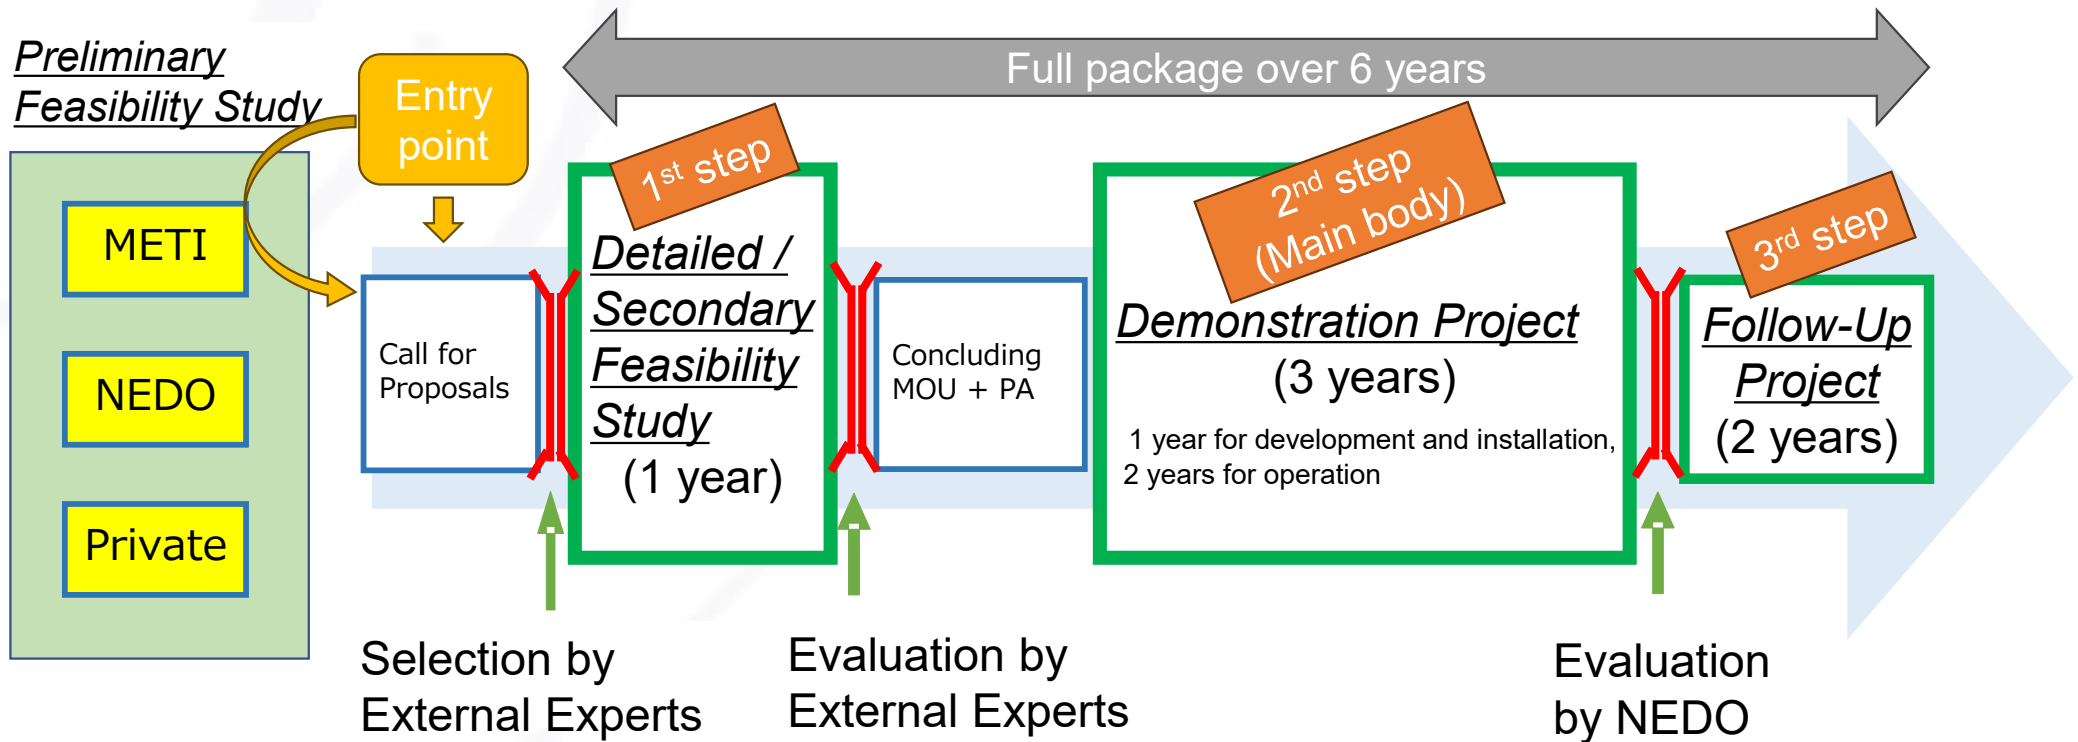 Preliminary
Feasibility Study
Entry
point
Full package over 6 years
METI
NEDO
Private
Call for
Proposals
1st step
Detailed /
Secondary
Feasibility
Study
(1 year)
Concluding
MOU + PA
2nd step
(Main body)
Demonstration Project
(3 years)
1 year for development and installation,
2 years for operation
3rd step
Follow-Up
Project
(2 years)
Selection by
External Experts
Evaluation by
External Experts
Evaluation
by NEDO